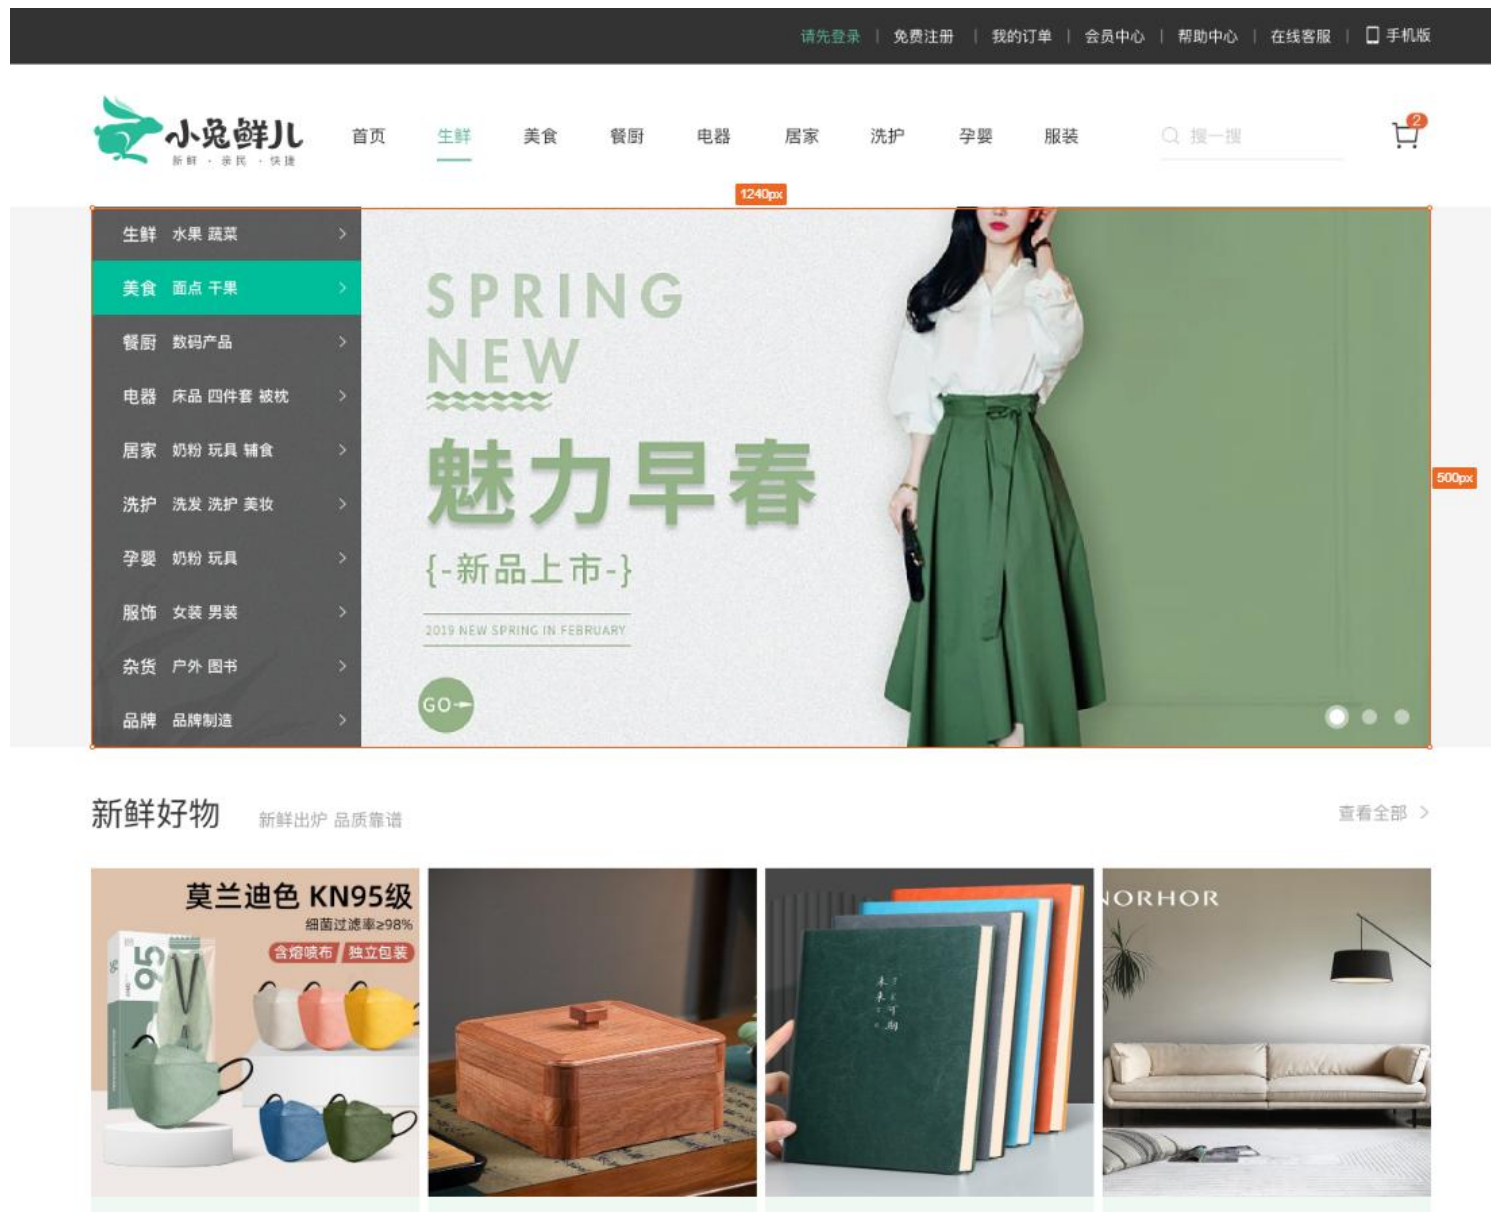 请先登录 | 免费注册 | 我的订单 | 会员中心 | 帮助中心 | 在线客服 | 手机版
小兔鲜儿
新鲜 · 亲民 · 快捷
首页 生鲜 美食 餐厨 电器 居家 洗护 孕婴 服装 搜一搜 2
1240px
生鲜 水果 蔬菜
美食 面点 干果
餐厨 数码产品
电器 床品 四件套 被枕
居家 奶粉 玩具 辅食
洗护 洗发 洗护 美妆
孕婴 奶粉 玩具
服饰 女装 男装
杂货 户外 图书
品牌 品牌制造
SPRING
NEW
魅力早春
{-新品上市-}
2019 NEW SPRING IN FEBRUARY
GO
500px
新鲜好物 新鲜出炉 品质靠谱 查看全部
莫兰迪色 KN95级
细菌过滤率≥98%
含熔喷布 独立包装
95
95
未来
可期
NORHOR